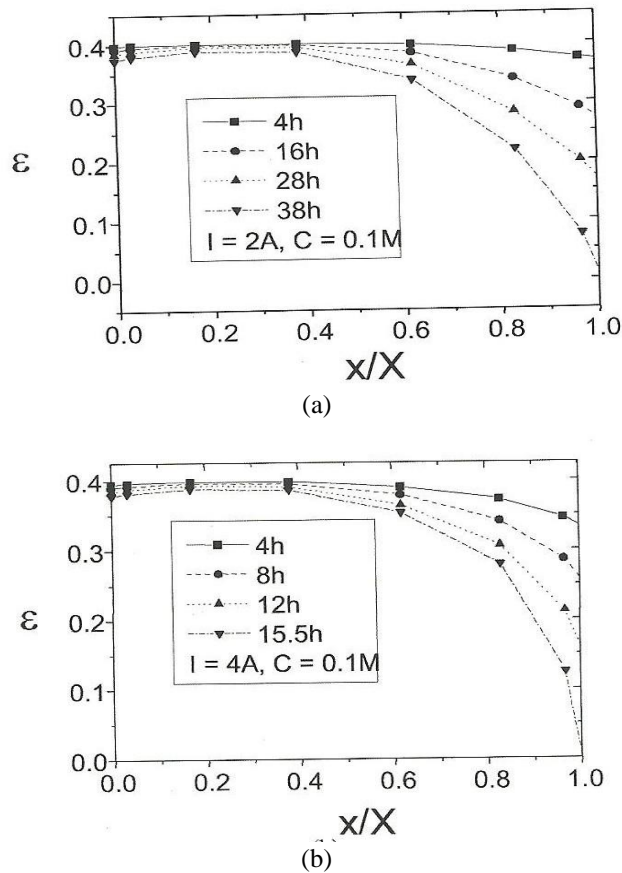 0.4
0.3
0.2
0.1
0.0
ε
4h
16h
28h
38h
I = 2A, C = 0.1M
0.0 0.2 0.4 0.6 0.8 1.0
x/X
(a)
0.4
0.3
0.2
0.1
0.0
ε
4h
8h
12h
15.5h
I = 4A, C = 0.1M
0.0 0.2 0.4 0.6 0.8 1.0
x/X
(b)